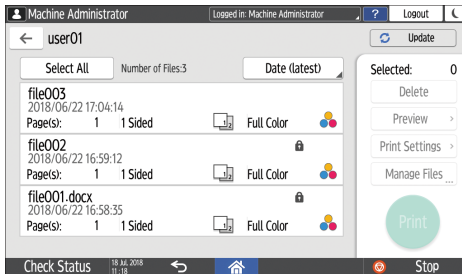 Machine Administrator
Logged in: Machine Administrator
?
Logout
user01
Update
Select All
Number of Files:3
Date (latest)
Selected: 0
file003
2018/06/22 17:04:14
Page(s): 1 1 Sided Full Color
file002
2018/06/22 16:59:12
Page(s): 1 1 Sided Full Color
file001.docx
2018/06/22 16:58:35
Page(s): 1 1 Sided Full Color
Delete
Preview
Print Settings
Manage Files...
Print
Check Status
18 Jul. 2018
11:18
Stop